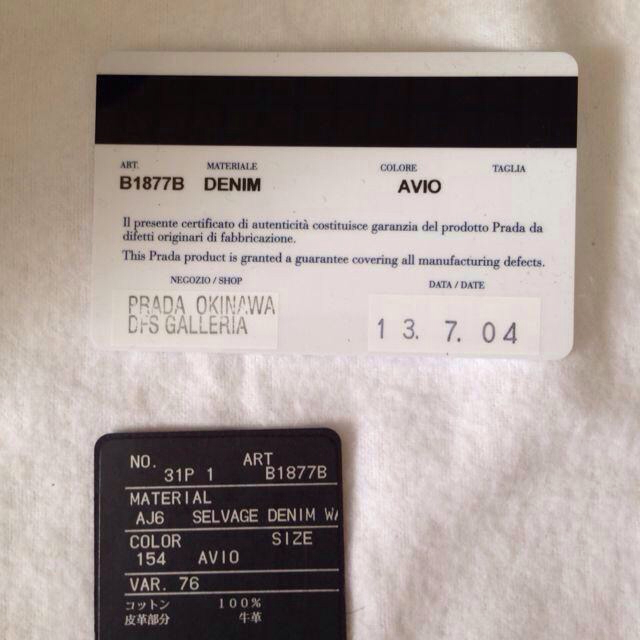 ART. MATERIALE COLORE TAGLIA
B1877B DENIM AVIO
Il presente certificato di autenticità costituisce garanzia del prodotto Prada da
difetti originari di fabbricazione.
This Prada product is granted a guarantee covering all manufacturing defects.
NEGOZIO / SHOP DATA / DATE
PRADA OKINAWA
DFS GALLERIA
13. 7. 04
NO. ART
31P 1 B1877B
MATERIAL
AJ6 SELVAGE DENIM
COLOR SIZE
154 AVIO
VAR. 76
コットン 100%
皮革部分 牛革